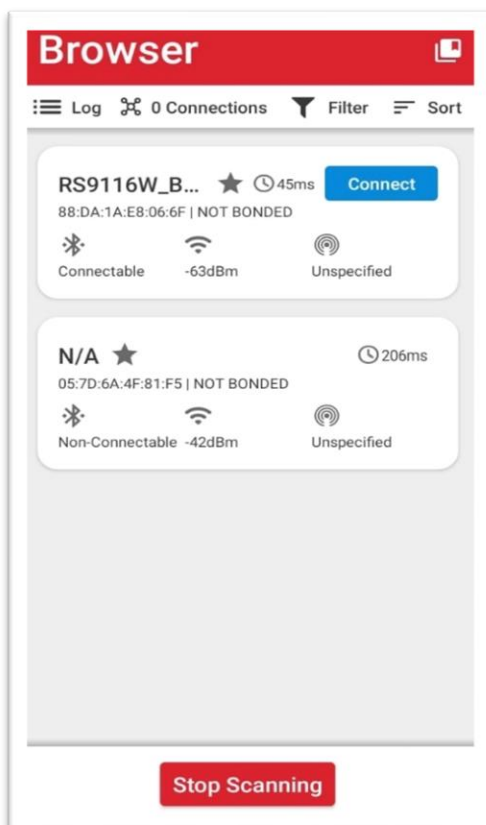 Browser
Log 0 Connections Filter Sort
RS9116W_B... 45ms Connect
88:DA:1A:E8:06:6F | NOT BONDED
Connectable -63dBm Unspecified
N/A 206ms
05:7D:6A:4F:81:F5 | NOT BONDED
Non-Connectable -42dBm Unspecified
Stop Scanning